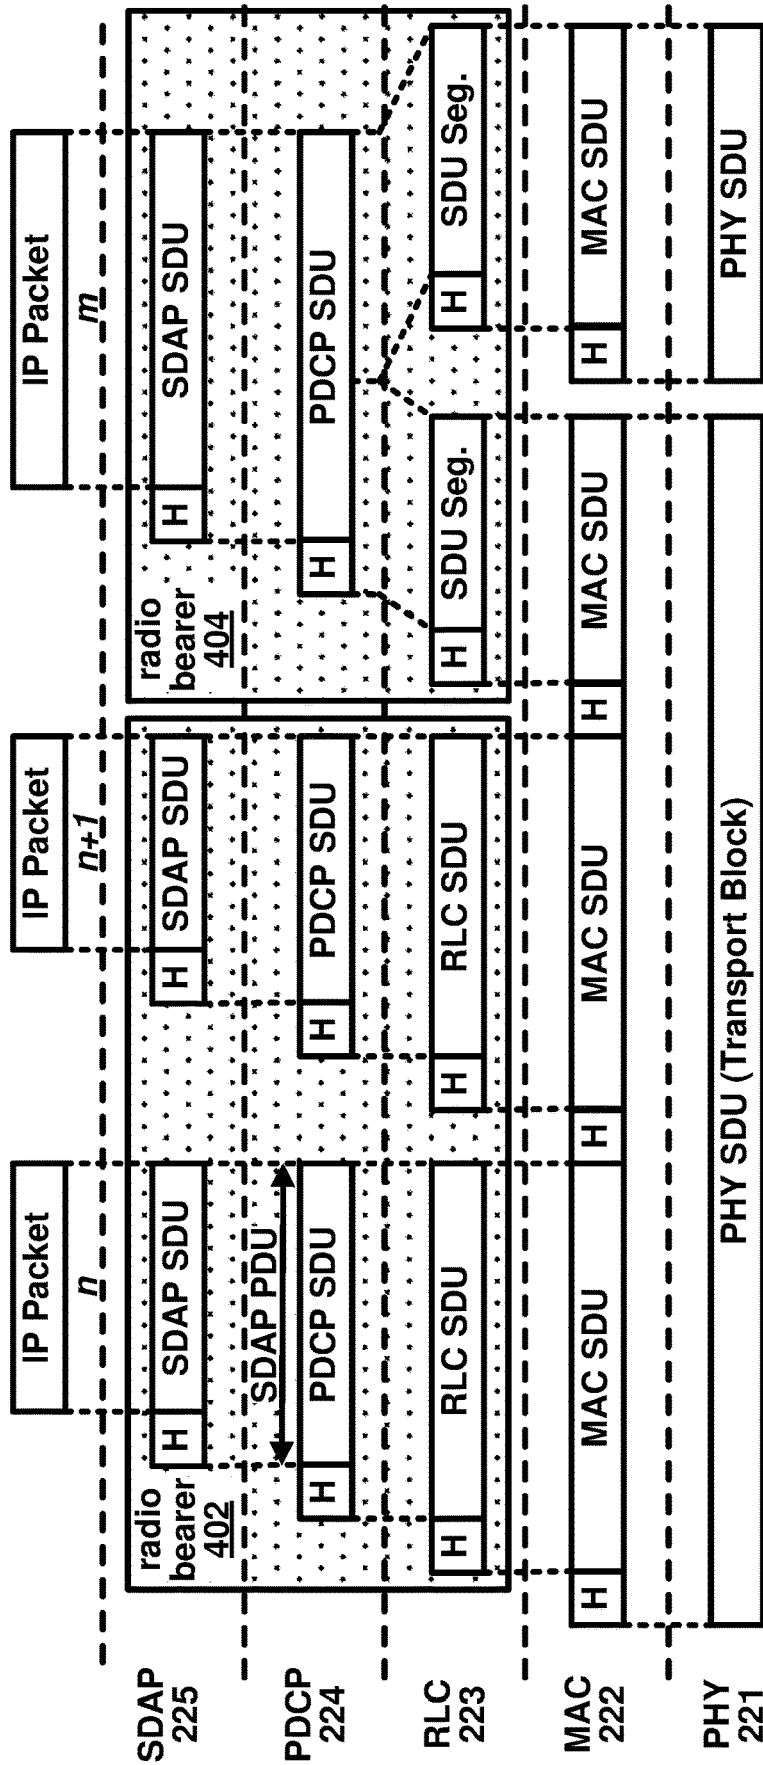 IP Packet
IP Packet
IP Packet
n
n+1
m
SDAP
225
radio
bearer
402
H
SDAP SDU
H
SDAP SDU
radio
bearer
404
H
SDAP SDU
SDAP PDU
PDCP
224
H
PDCP SDU
H
PDCP SDU
H
PDCP SDU
RLC
223
H
RLC SDU
H
RLC SDU
H
SDU Seg.
H
SDU Seg.
MAC
222
H
MAC SDU
H
MAC SDU
H
MAC SDU
H
MAC SDU
PHY
221
PHY SDU (Transport Block)
PHY SDU